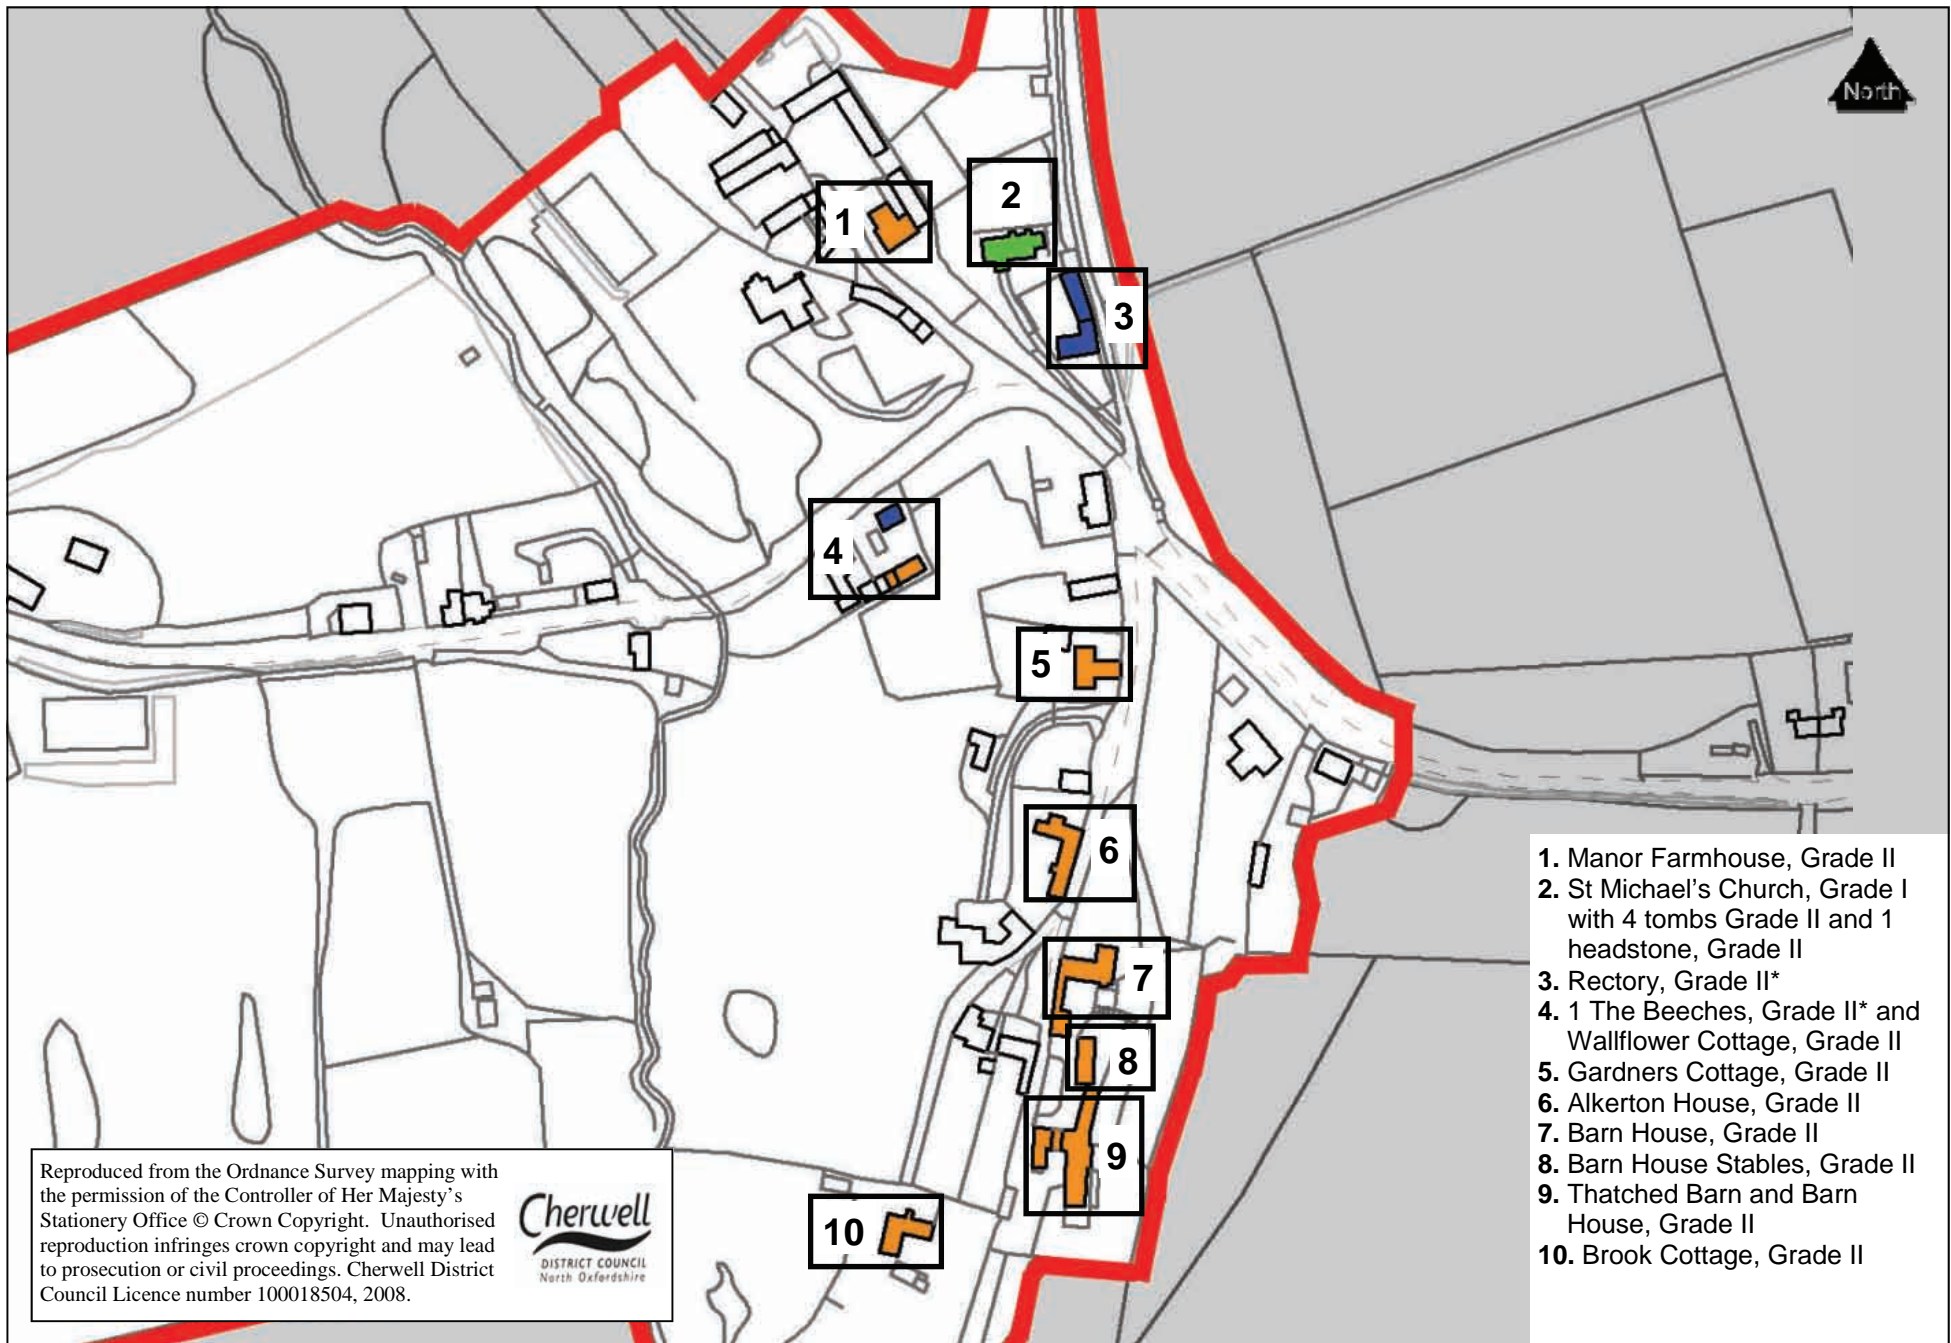 North
1
2
3
4
5
6
7
8
9
10
1. Manor Farmhouse, Grade II
2. St Michael’s Church, Grade I
with 4 tombs Grade II and 1
headstone, Grade II
3. Rectory, Grade II*
4. 1 The Beeches, Grade II* and
Wallflower Cottage, Grade II
5. Gardners Cottage, Grade II
6. Alkerton House, Grade II
7. Barn House, Grade II
8. Barn House Stables, Grade II
9. Thatched Barn and Barn
House, Grade II
10. Brook Cottage, Grade II
Reproduced from the Ordnance Survey mapping with
the permission of the Controller of Her Majesty’s
Stationery Office © Crown Copyright. Unauthorised
reproduction infringes crown copyright and may lead
to prosecution or civil proceedings. Cherwell District
Council Licence number 100018504, 2008.
Cherwell
DISTRICT COUNCIL
North Oxfordshire